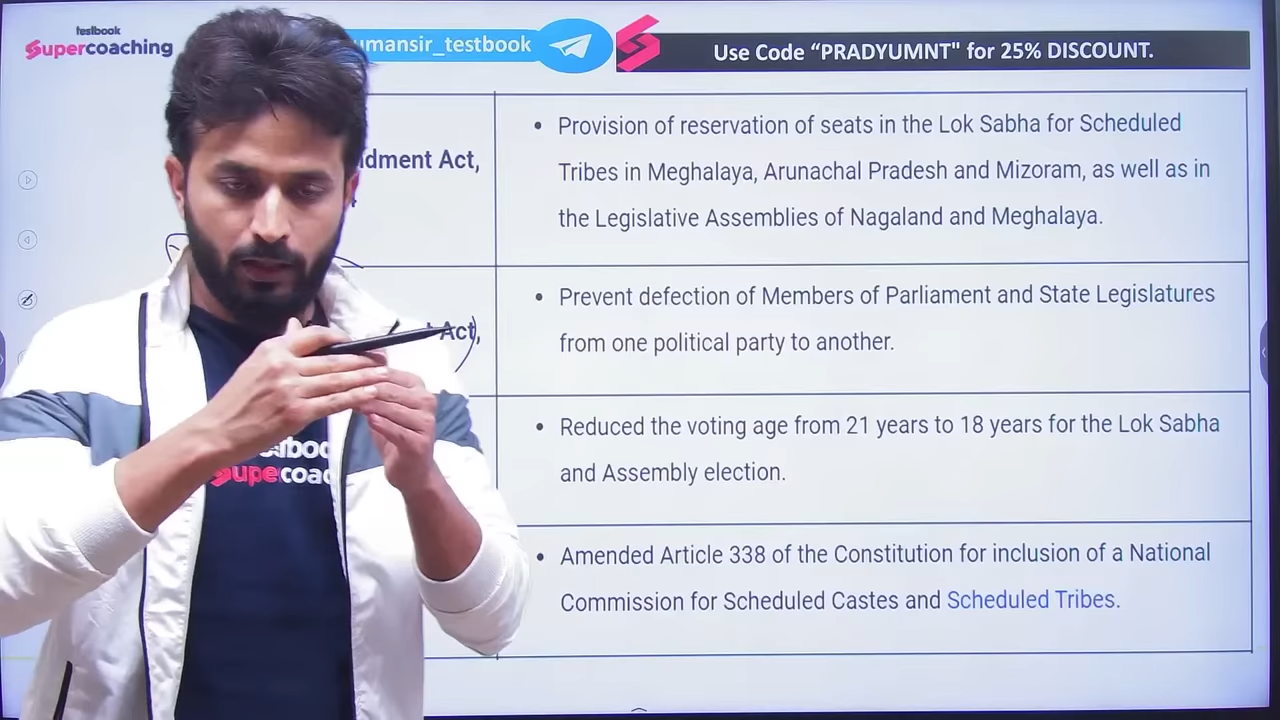 testbook
Supercoaching
umansir_testbook
Use Code “PRADYUMNT" for 25% DISCOUNT.
dment Act,
Provision of reservation of seats in the Lok Sabha for Scheduled
Tribes in Meghalaya, Arunachal Pradesh and Mizoram, as well as in
the Legislative Assemblies of Nagaland and Meghalaya.
Act,
Prevent defection of Members of Parliament and State Legislatures
from one political party to another.
Reduced the voting age from 21 years to 18 years for the Lok Sabha
and Assembly election.
Amended Article 338 of the Constitution for inclusion of a National
Commission for Scheduled Castes and Scheduled Tribes.
tboo
Supercoac